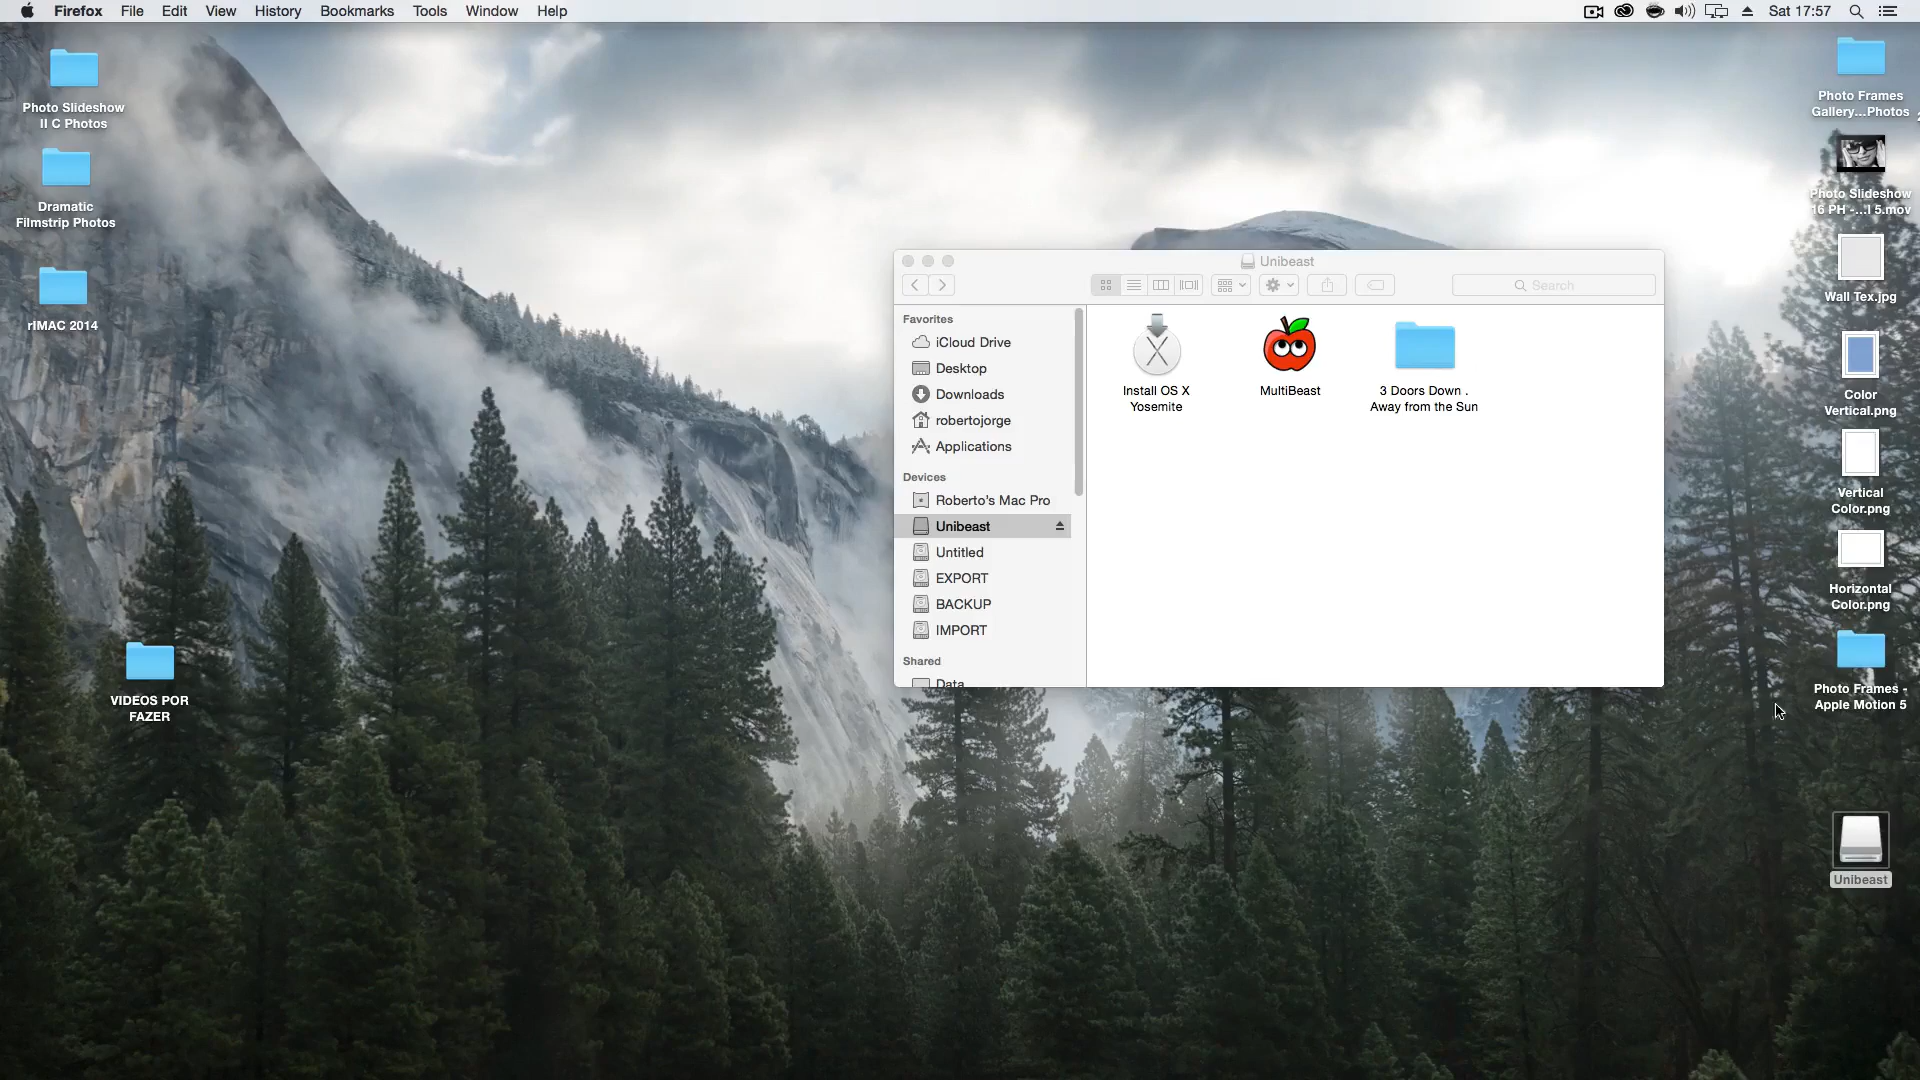 Firefox File Edit View History Bookmarks Tools Window Help
Sat 17:57
Photo Slideshow
II C Photos
Dramatic
Filmstrip Photos
rIMAC 2014
VIDEOS POR
FAZER
Unibeast
Search
Favorites
iCloud Drive
Desktop
Downloads
robertojorge
Applications
Devices
Roberto's Mac Pro
Unibeast
Untitled
EXPORT
BACKUP
IMPORT
Shared
Data
Install OS X
Yosemite
MultiBeast
3 Doors Down .
Away from the Sun
Photo Frames
Gallery...Photos
Photo Slideshow
16 PH -...l 5.mov
Wall Tex.jpg
Color
Vertical.png
Vertical
Color.png
Horizontal
Color.png
Photo Frames -
Apple Motion 5
Unibeast